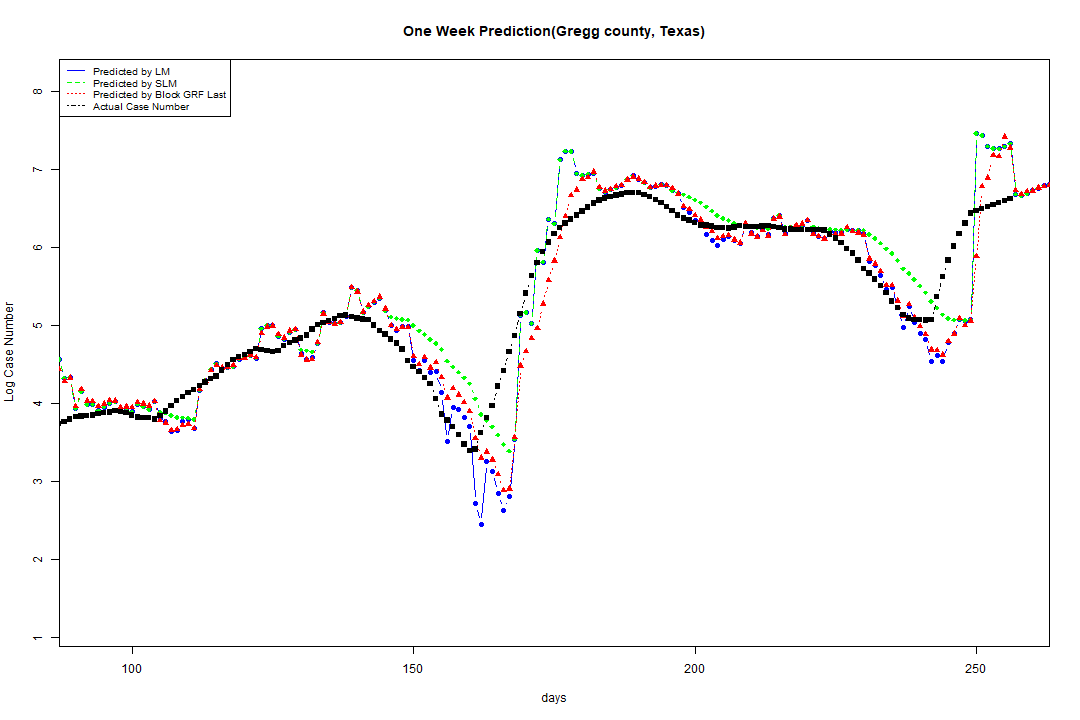 One Week Prediction(Gregg county, Texas)
Predicted by LM
Predicted by SLM
Predicted by Block GRF Last
Actual Case Number
8
7
6
5
4
3
2
1
Log Case Number
100 150 200 250
days